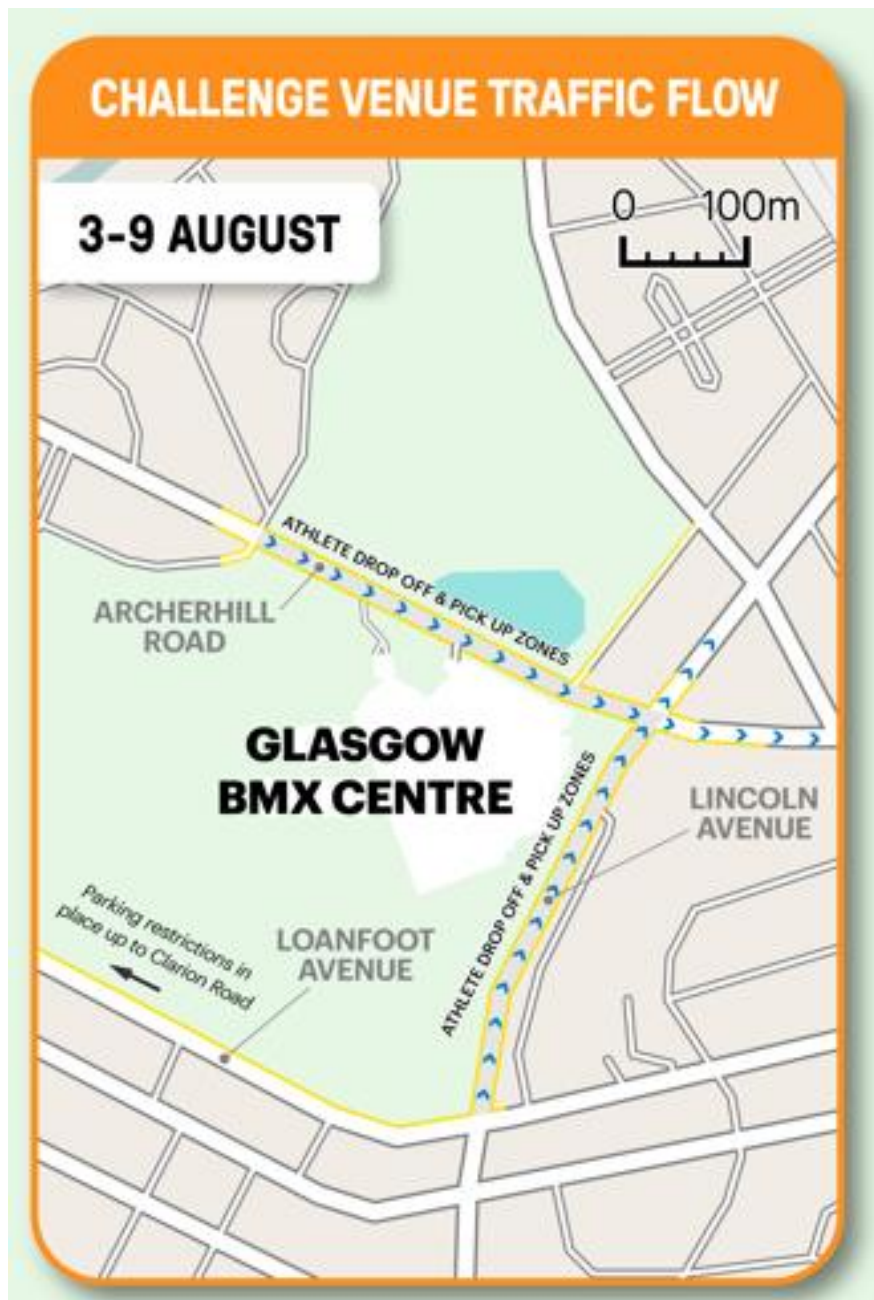 CHALLENGE VENUE TRAFFIC FLOW
3-9 AUGUST
0 100m
ATHLETE DROP OFF & PICK UP ZONES
ARCHERHILL
ROAD
GLASGOW
BMX CENTRE
LINCOLN
AVENUE
ATHLETE DROP OFF & PICK UP ZONES
Parking restrictions in
place up to Clarion Road
LOANFOOT
AVENUE